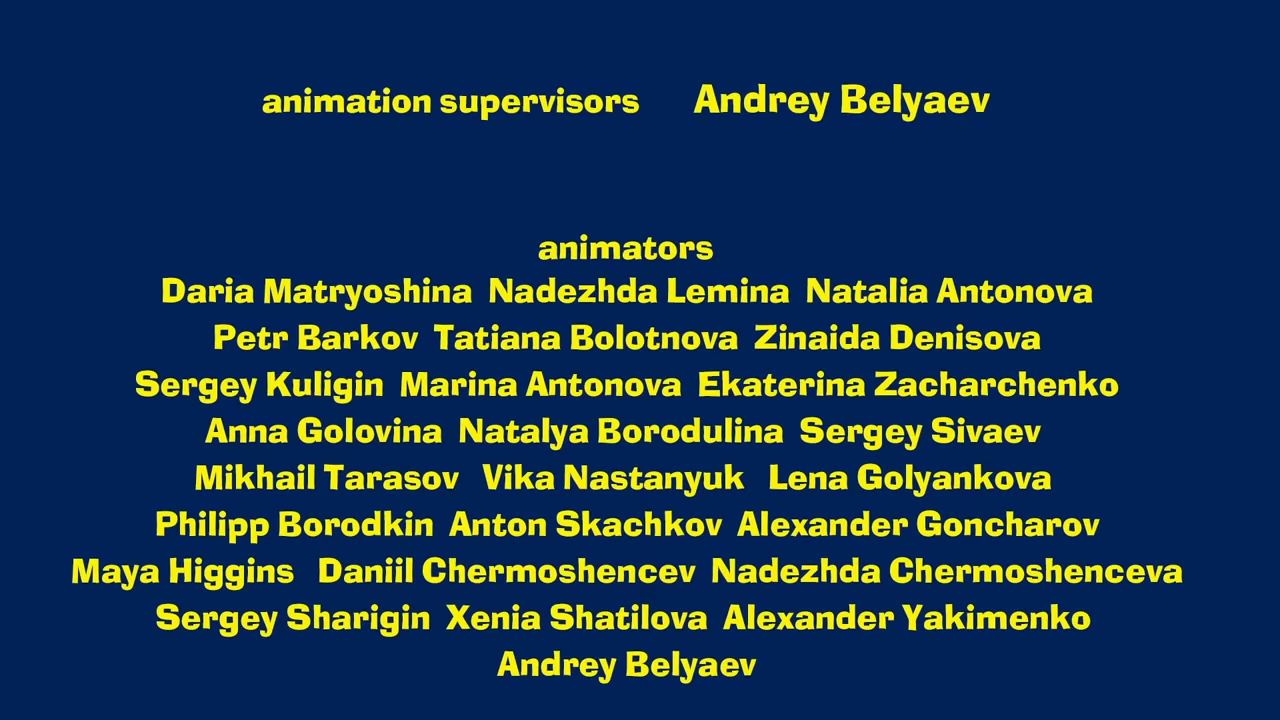 animation supervisors Andrey Belyaev
animators
Daria Matryoshina Nadezhda Lemina Natalia Antonova
Petr Barkov Tatiana Bolotnova Zinaida Denisova
Sergey Kuligin Marina Antonova Ekaterina Zacharchenko
Anna Golovina Natalya Borodulina Sergey Sivaev
Mikhail Tarasov Vika Nastanyuk Lena Golyankova
Philipp Borodkin Anton Skachkov Alexander Goncharov
Maya Higgins Daniil Chermoshencev Nadezhda Chermoshenceva
Sergey Sharigin Xenia Shatilova Alexander Yakimenko
Andrey Belyaev